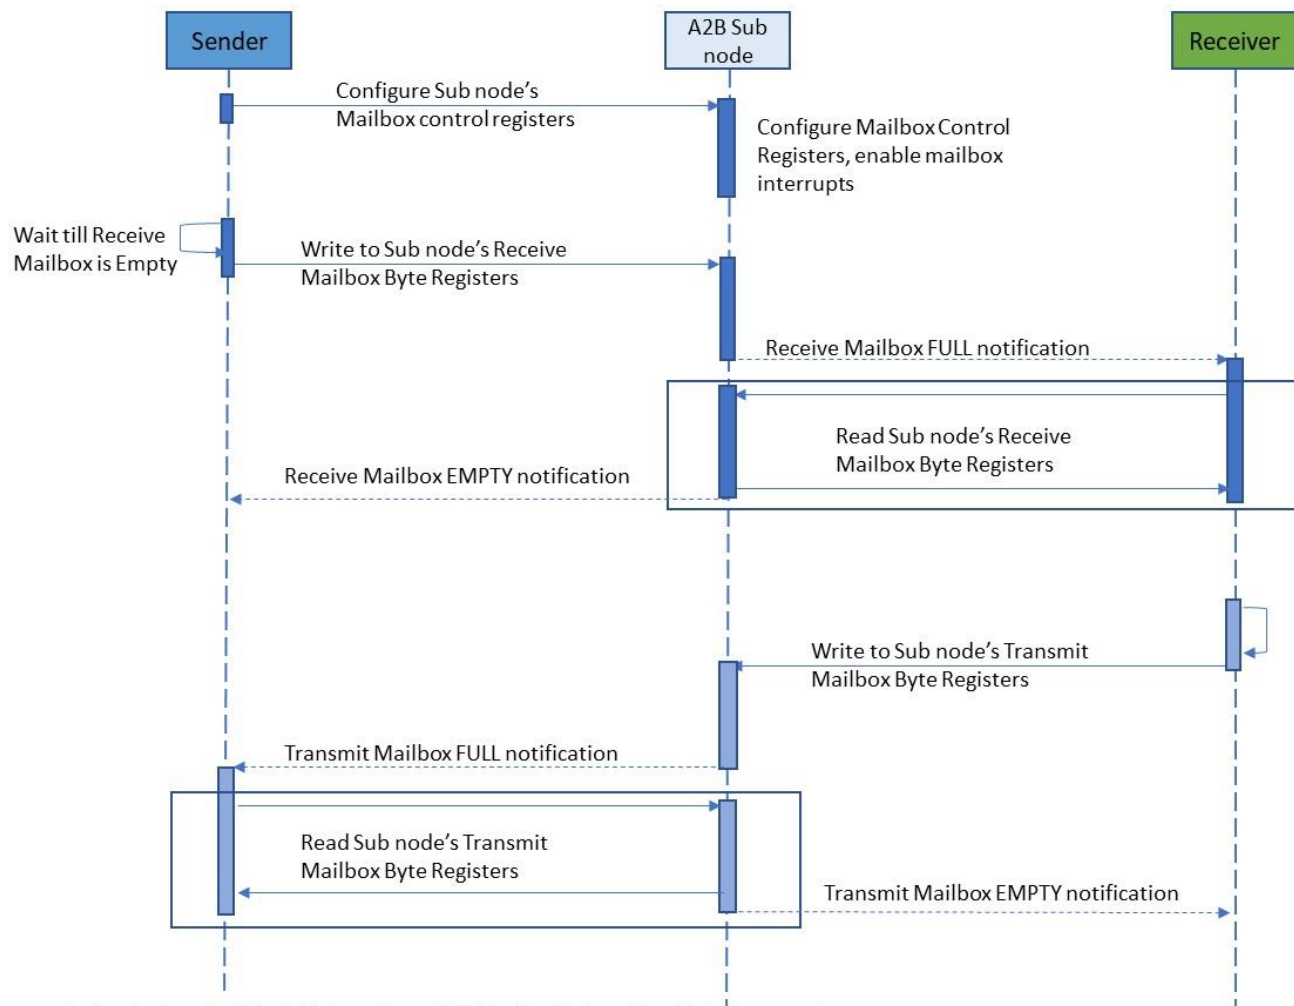 Sender
A2B Sub
node
Receiver
Configure Sub node's
Mailbox control registers
Configure Mailbox Control
Registers, enable mailbox
interrupts
Wait till Receive
Mailbox is Empty
Write to Sub node's Receive
Mailbox Byte Registers
Receive Mailbox FULL notification
Read Sub node's Receive
Mailbox Byte Registers
Receive Mailbox EMPTY notification
Write to Sub node's Transmit
Mailbox Byte Registers
Transmit Mailbox FULL notification
Read Sub node's Transmit
Mailbox Byte Registers
Transmit Mailbox EMPTY notification